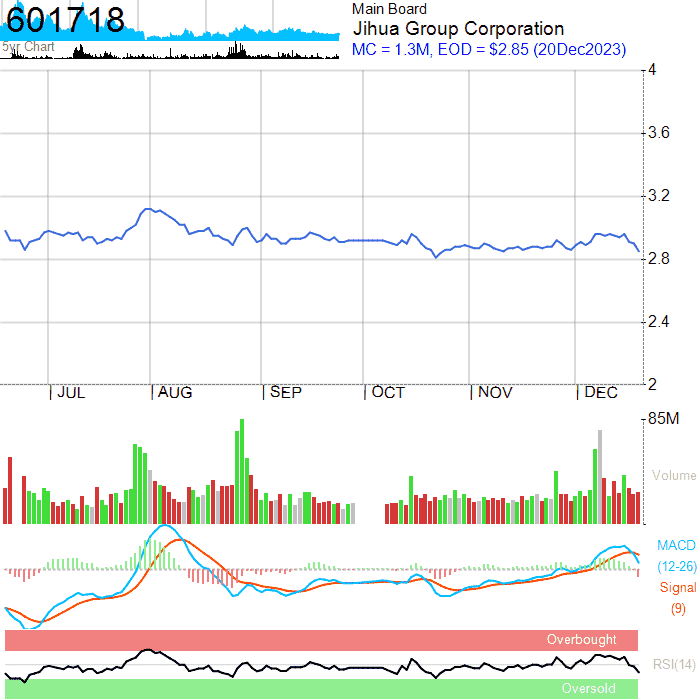 601718
5yr Chart
Main Board
Jihua Group Corporation
MC = 1.3M, EOD = $2.85 (20Dec2023)
4
3.6
3.2
2.8
2.4
2
JUL AUG SEP OCT NOV DEC
85M
Volume
MACD
(12-26)
Signal
(9)
Overbought
RSI(14)
Oversold